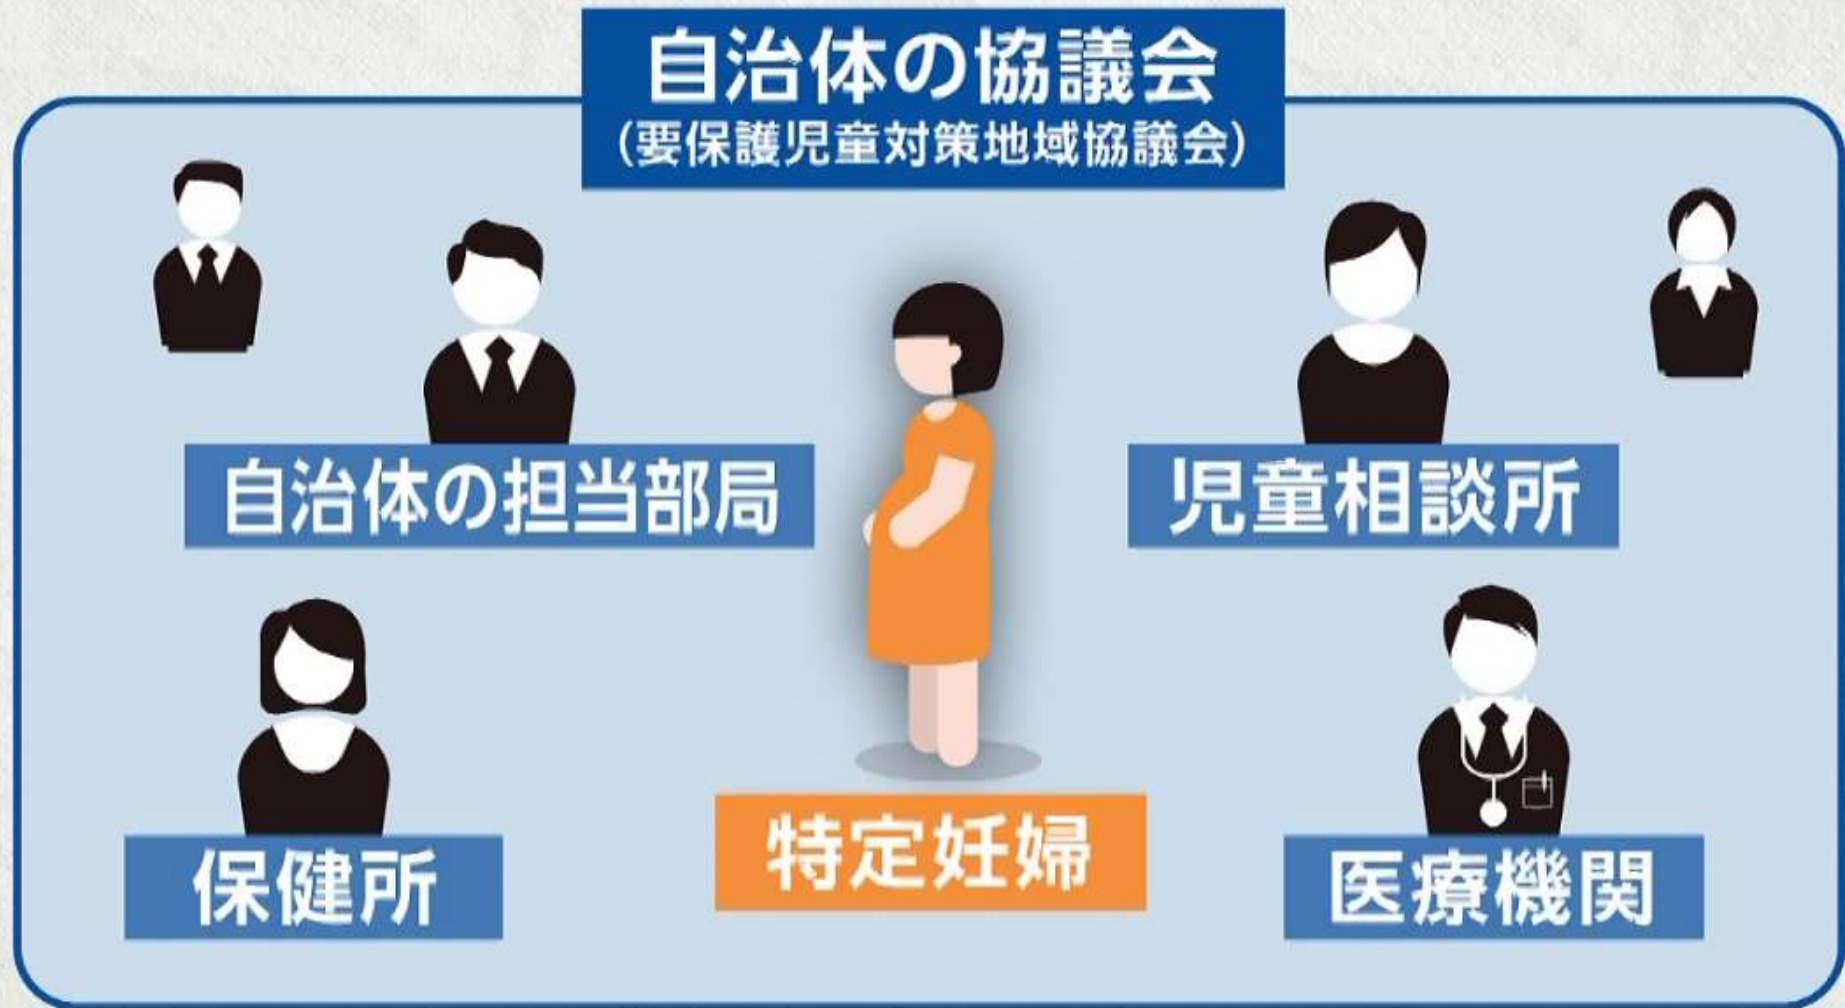 自治体の協議会
(要保護児童対策地域協議会)
自治体の担当部局
児童相談所
保健所
特定妊婦
医療機関